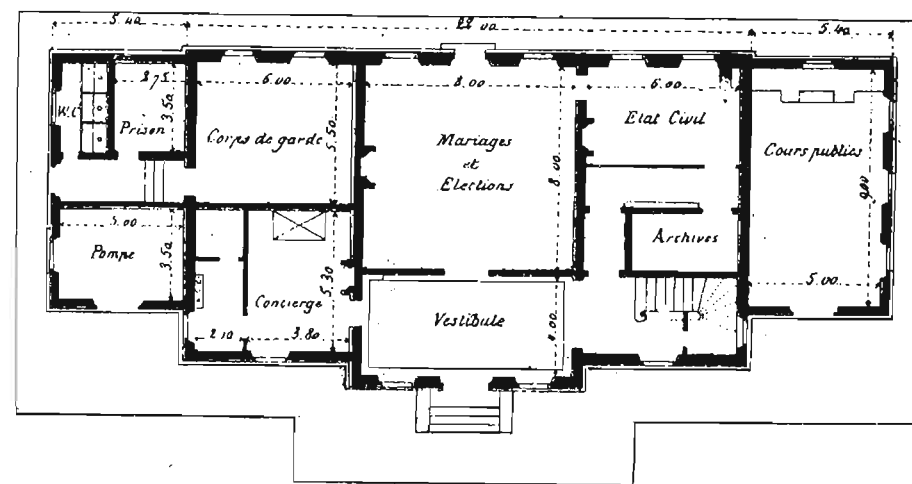 5.40
22.00
5.40
W.C
2.75
Prison
3.50
6.00
Corps de garde
5.50
8.00
Mariages
et
Elections
8.00
6.00
Etat Civil
Cours publics
9.00
5.00
5.00
Pompe
3.50
Concierge
5.30
2.10
3.80
Vestibule
4.00
Archives